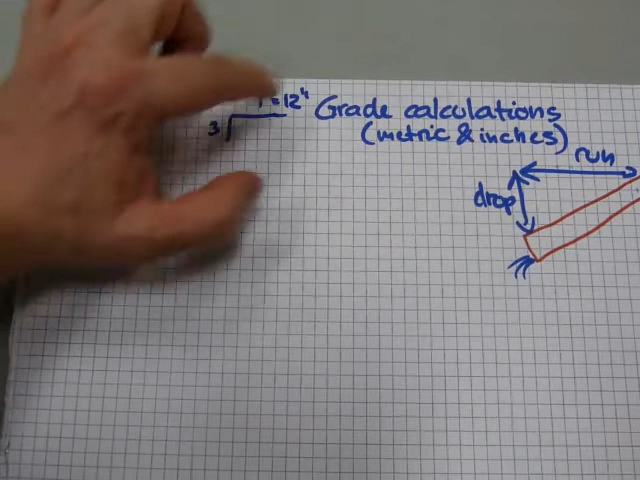 = 12"
3
Grade calculations
(metric & inches)
run
drop